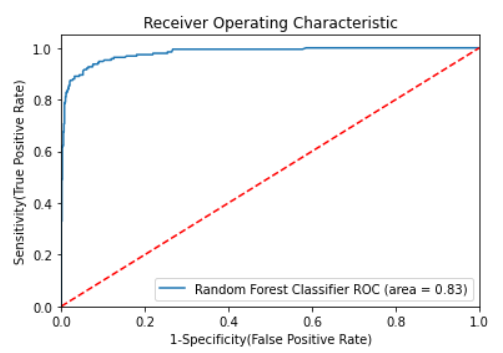 Receiver Operating Characteristic
Sensitivity(True Positive Rate)
1.0
0.8
0.6
0.4
0.2
0.0
Random Forest Classifier ROC (area = 0.83)
0.0 0.2 0.4 0.6 0.8 1.0
1-Specificity(False Positive Rate)